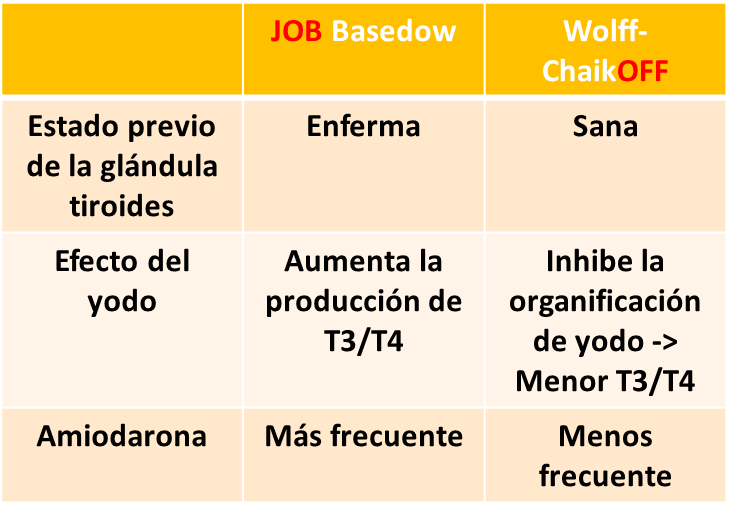 JOB Basedow
Wolff-
ChaikOFF
Estado previo
de la glándula
tiroides
Enferma
Sana
Efecto del
yodo
Aumenta la
producción de
T3/T4
Inhibe la
organificación
de yodo ->
Menor T3/T4
Amiodarona
Más frecuente
Menos
frecuente